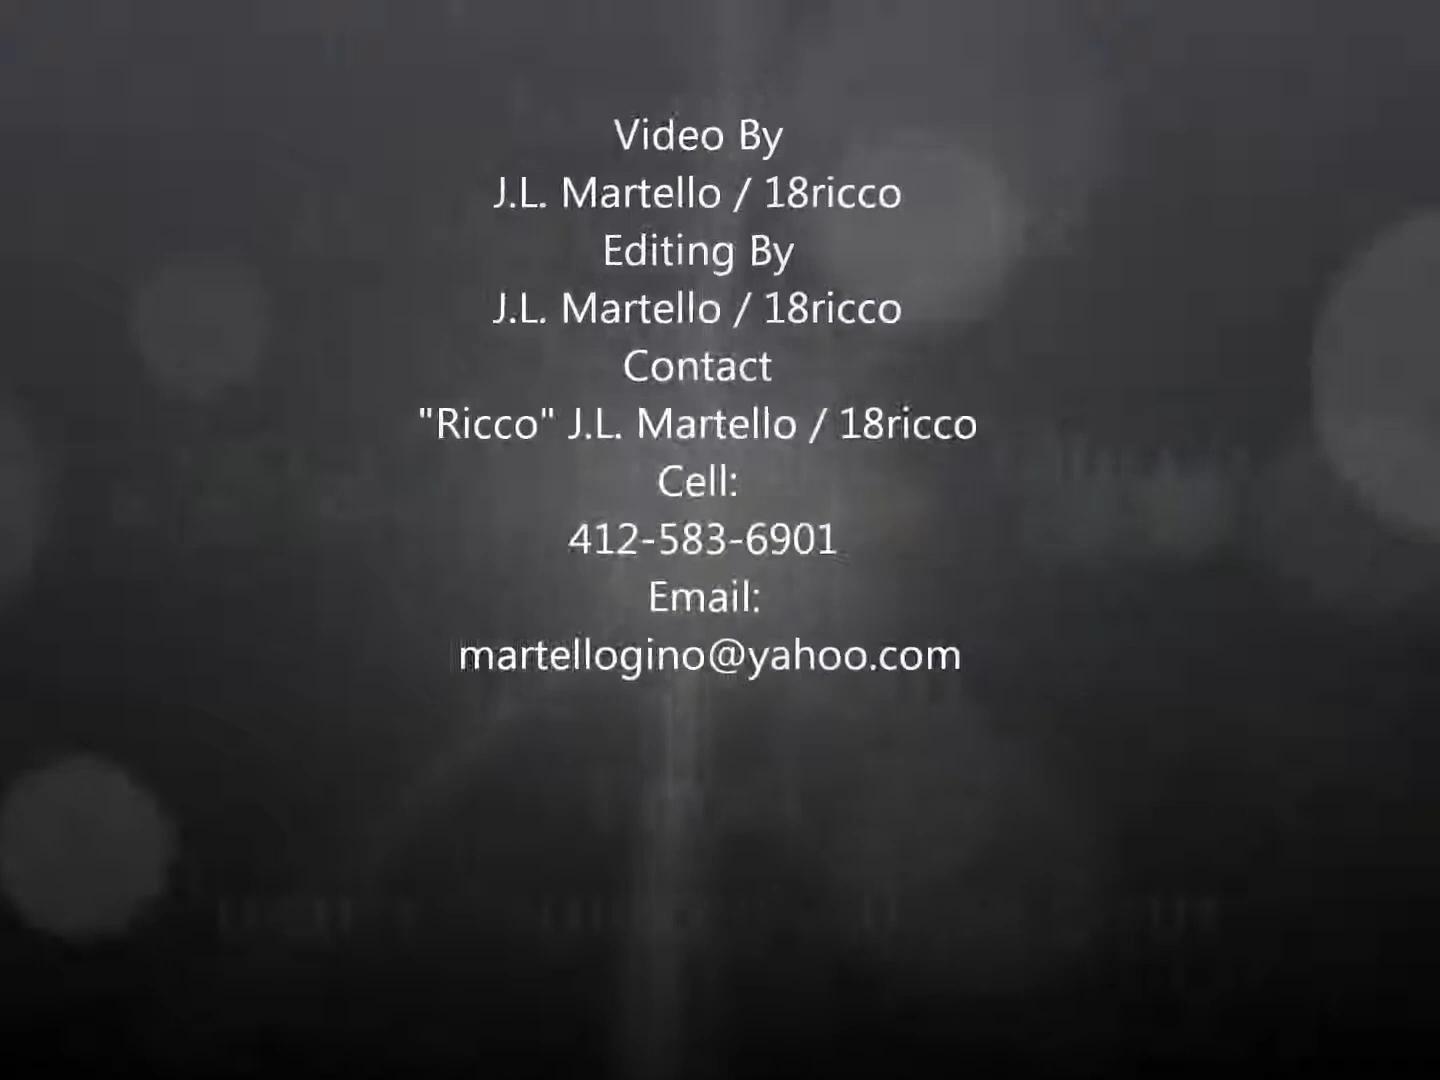 Video By
J.L. Martello / 18ricco
Editing By
J.L. Martello / 18ricco
Contact
"Ricco" J.L. Martello / 18ricco
Cell:
412-583-6901
Email:
martellogino@yahoo.com